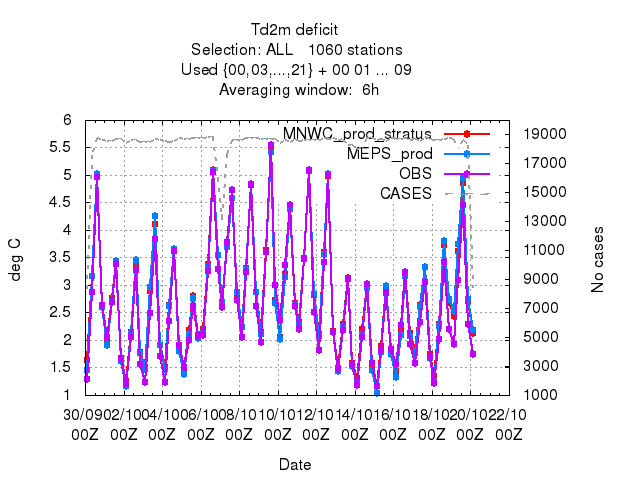 Td2m deficit
Selection: ALL   1060 stations
Used {00,03,...,21} + 00 01 ... 09
Averaging window:  6h
MNWC_prod_stratus
MEPS_prod
OBS
CASES
6
5.5
5
4.5
4
3.5
3
2.5
2
1.5
1
deg C
19000
17000
15000
13000
11000
9000
7000
5000
3000
1000
No cases
30/09 02/10 04/10 06/10 08/10 10/10 12/10 14/10 16/10 18/10 20/10 22/10
00Z 00Z 00Z 00Z 00Z 00Z 00Z 00Z 00Z 00Z 00Z 00Z
Date